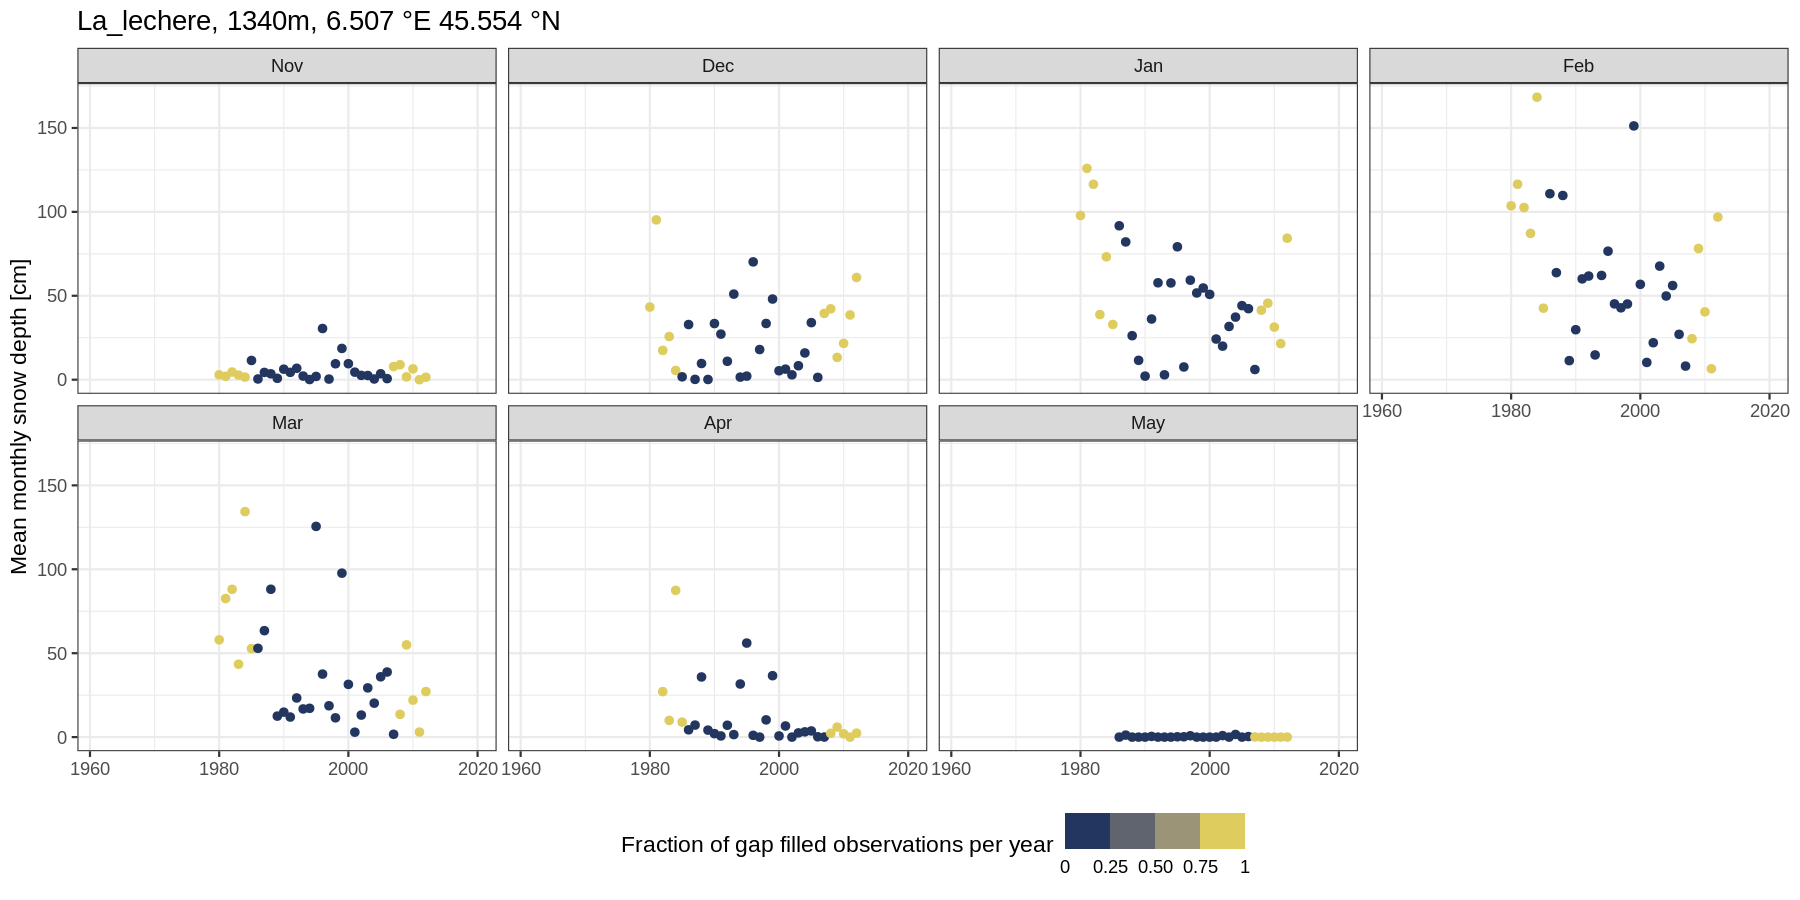 La_lechere, 1340m, 6.507 °E 45.554 °N
Nov Dec Jan Feb
150
100
50
0
1960 1980 2000 2020
Mean monthly snow depth [cm]
Mar Apr May
150
100
50
0
1960 1980 2000 2020 1960 1980 2000 2020 1960 1980 2000 2020
Fraction of gap filled observations per year
0 0.25 0.50 0.75 1